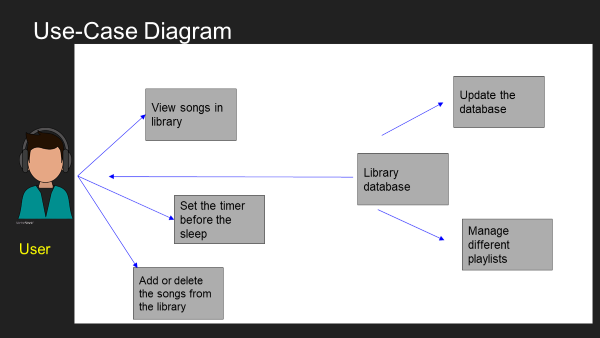 Use-Case Diagram
View songs in
library
Update the
database
Library
database
Set the timer
before the
sleep
User
Manage
different
playlists
Add or delete
the songs from
the library